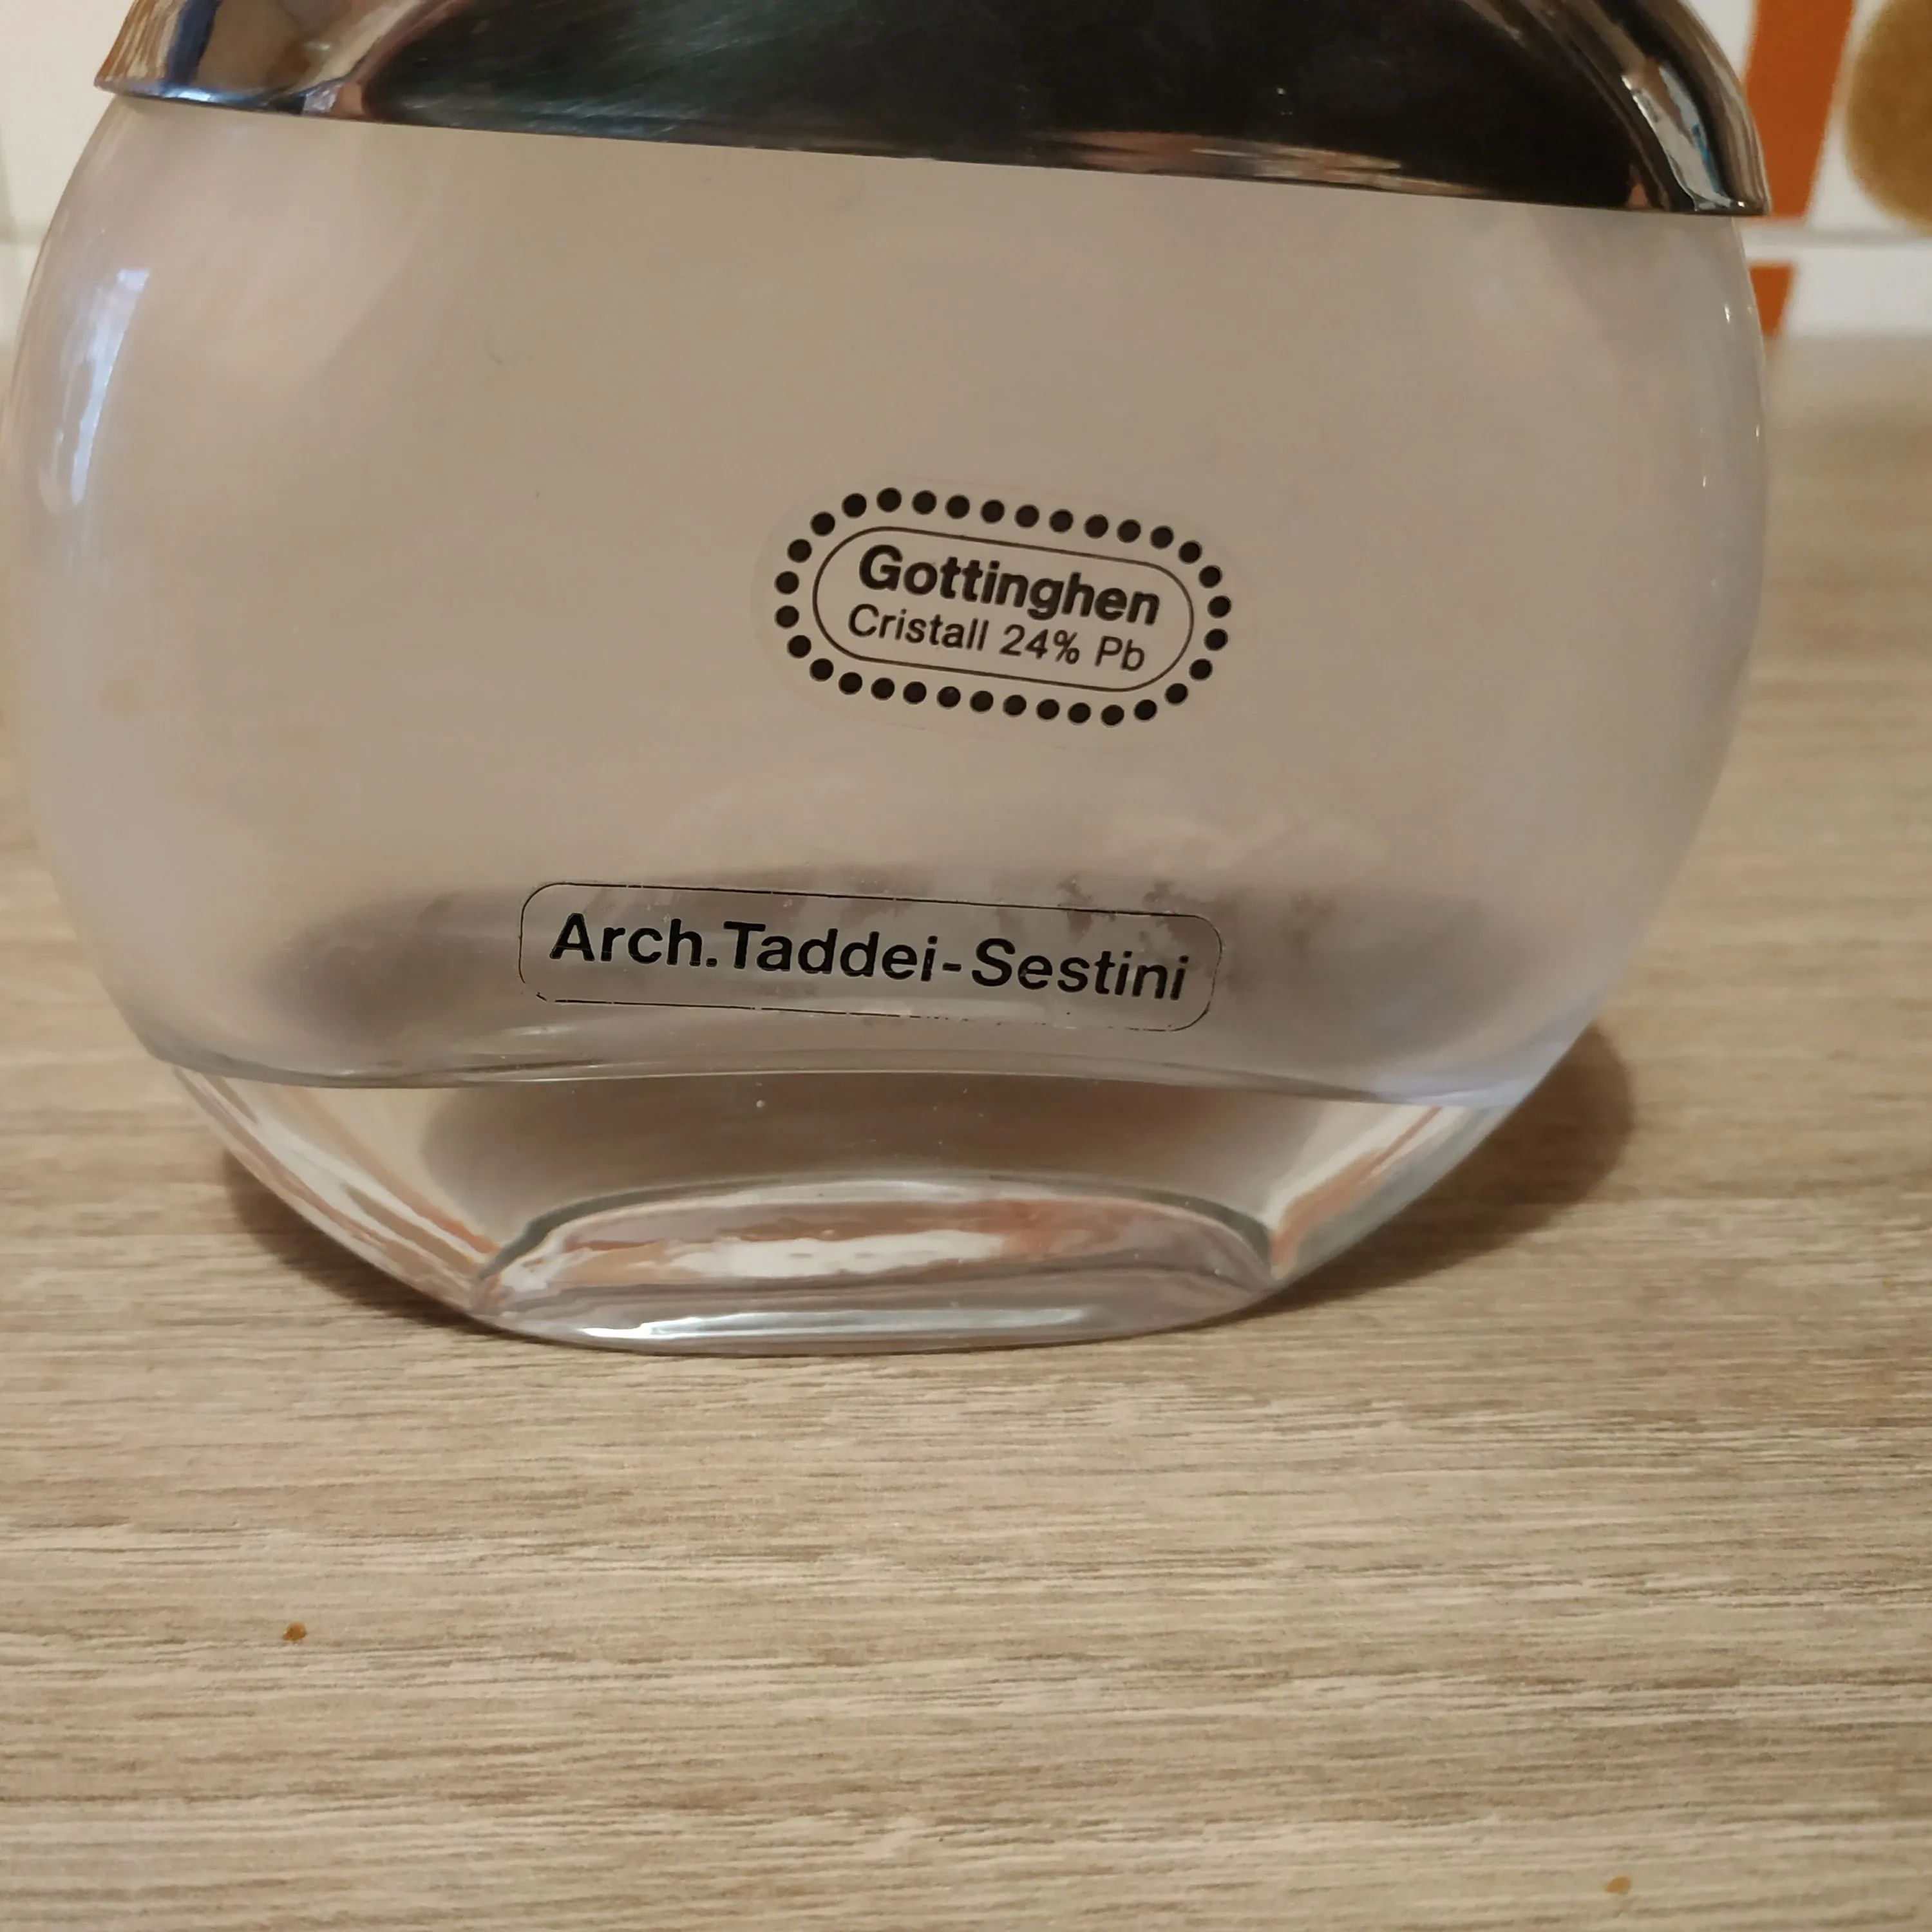 Gottinghen
Cristall 24% Pb
Arch.Taddei-Sestini